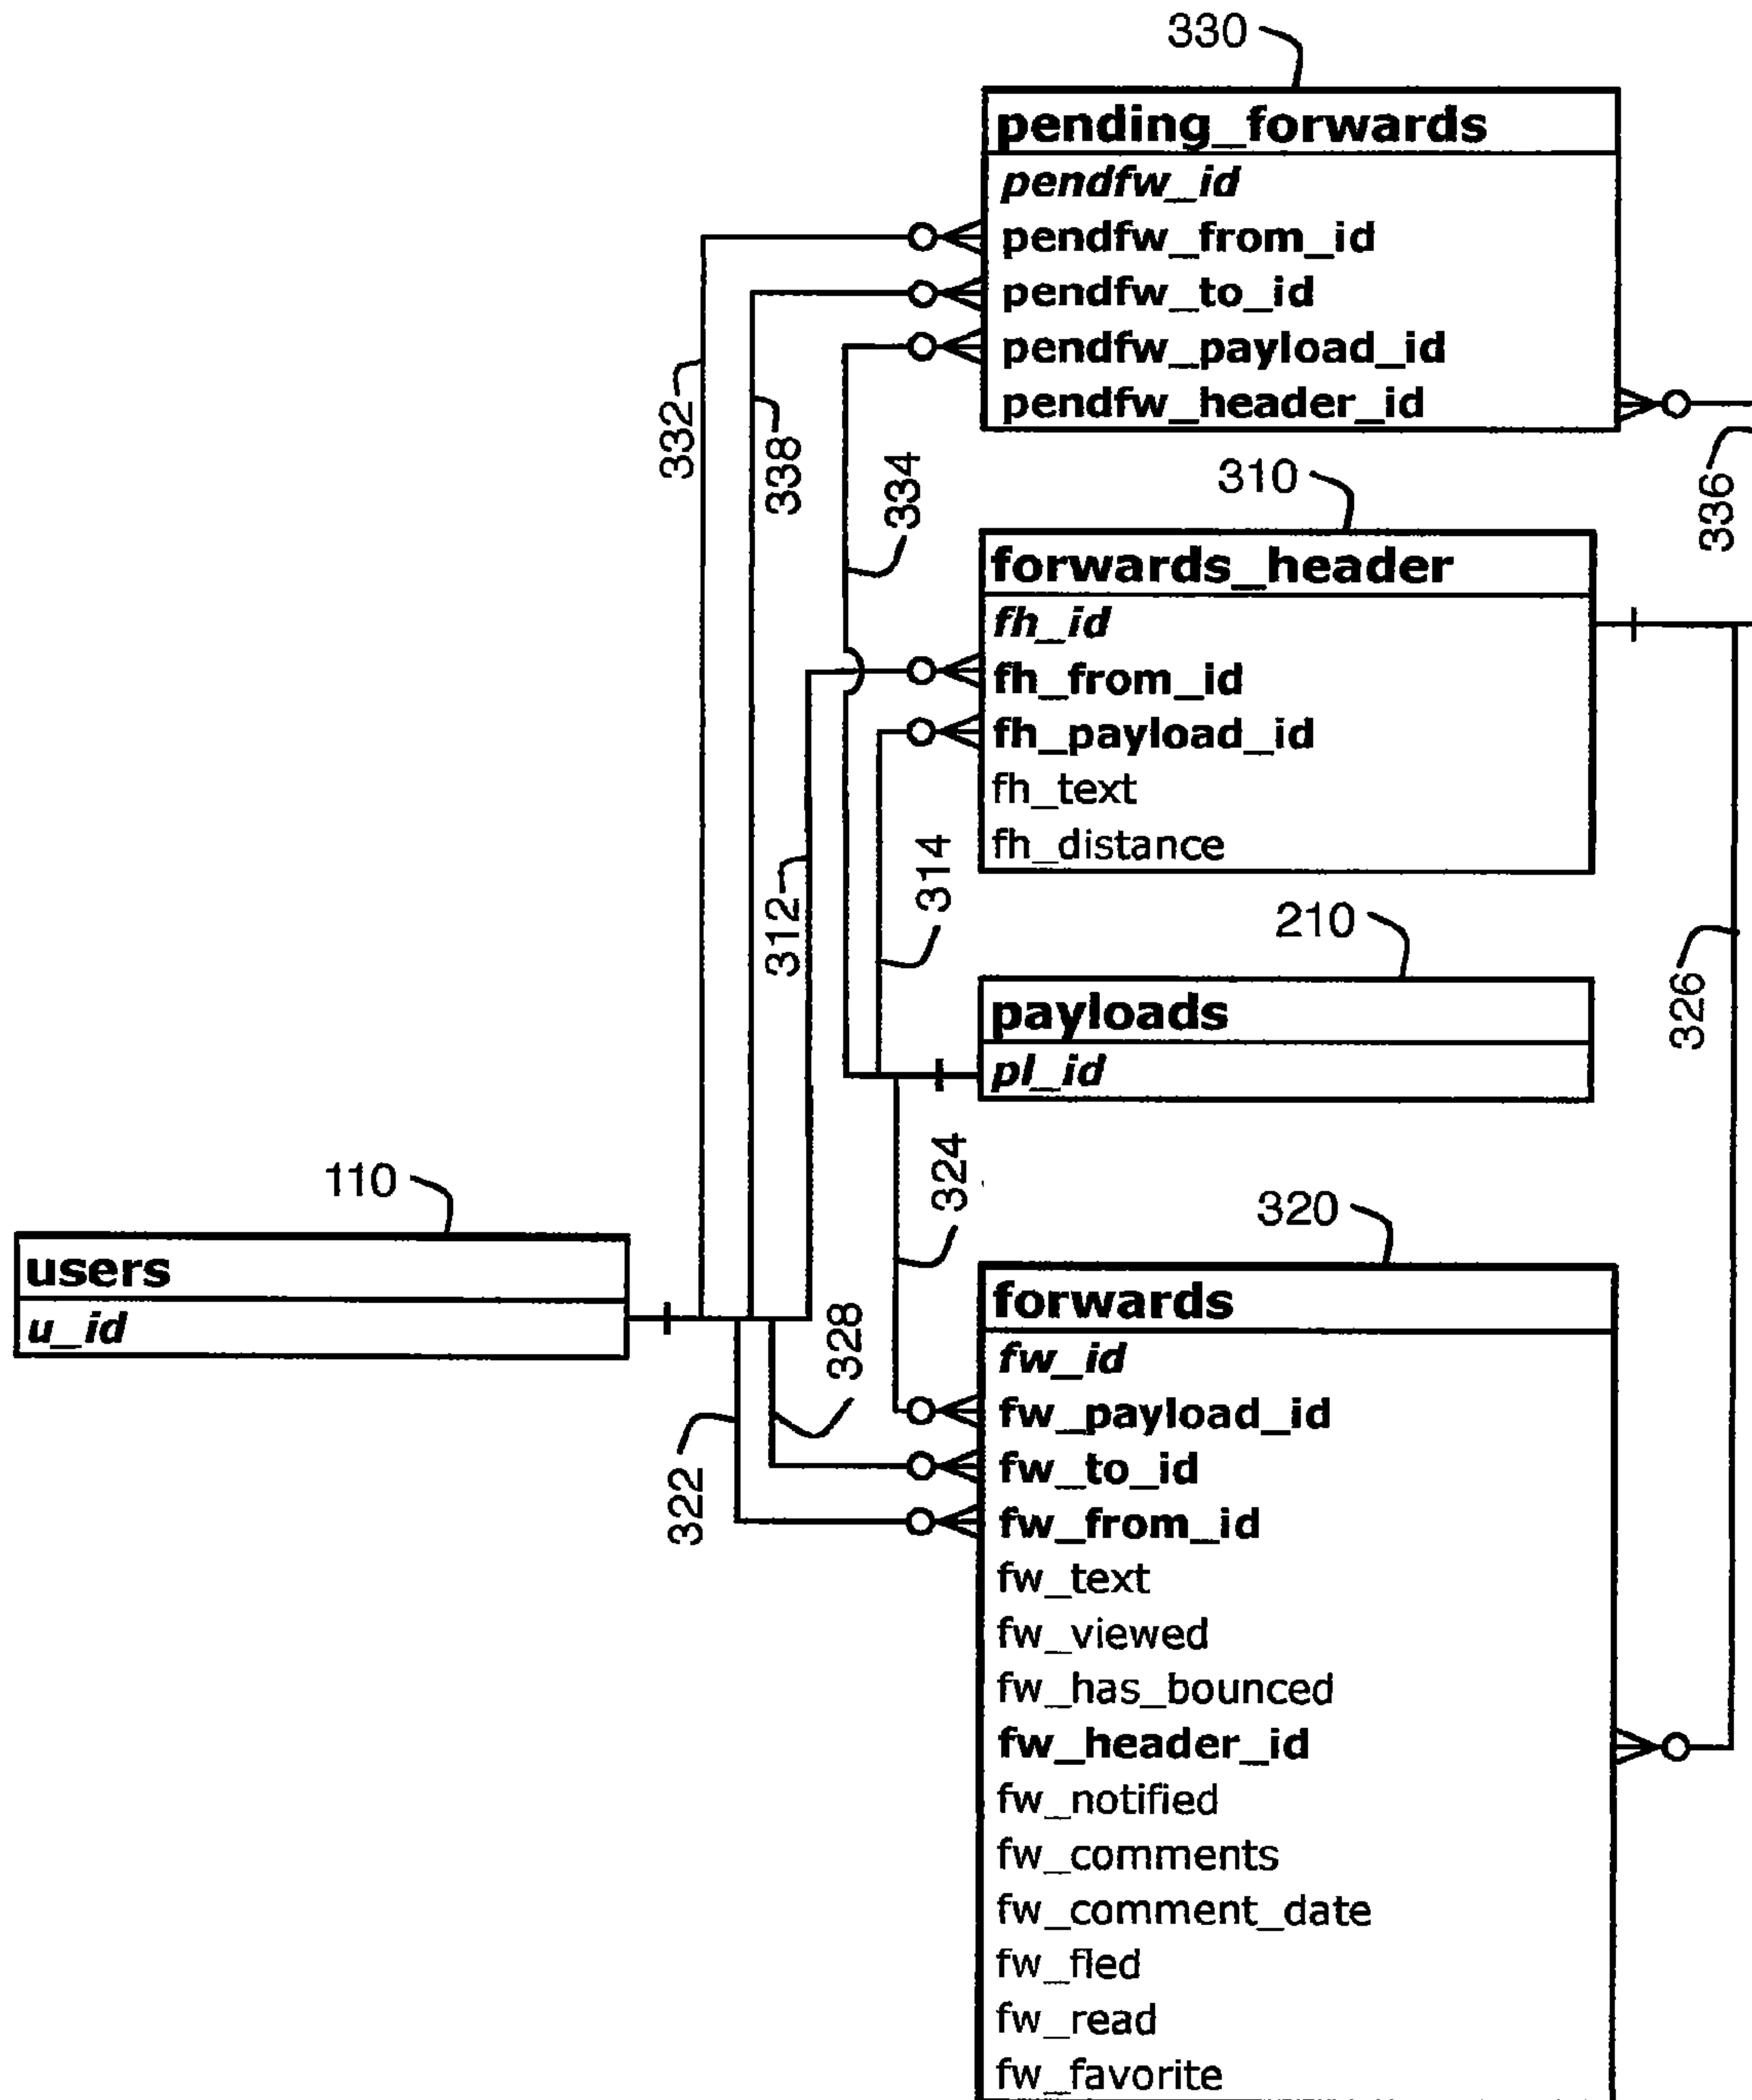 330
pending_forwards
pendfw_id
pendfw_from_id
pendfw_to_id
pendfw_payload_id
pendfw_header_id
332
338
334
336
310
forwards_header
fh_id
fh_from_id
fh_payload_id
fh_text
fh_distance
312
314
326
210
payloads
pl_id
324
110
users
u_id
328
322
320
forwards
fw_id
fw_payload_id
fw_to_id
fw_from_id
fw_text
fw_viewed
fw_has_bounced
fw_header_id
fw_notified
fw_comments
fw_comment_date
fw_fled
fw_read
fw_favorite